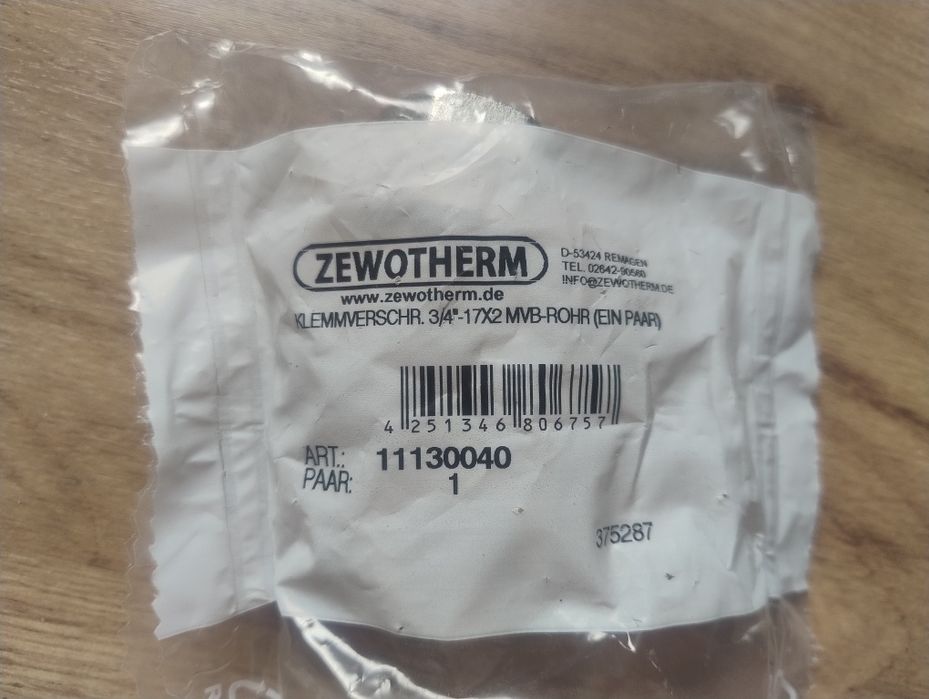 ZEWOTHERM
D-53424 REMAGEN
TEL. 02642-90560
INFO@ZEWOTHERM.DE
www.zewotherm.de
KLEMMVERSCHR. 3/4"-17X2 MVB-ROHR (EIN PAAR)
4 251346 806757
ART.: 11130040
PAAR: 1
375287